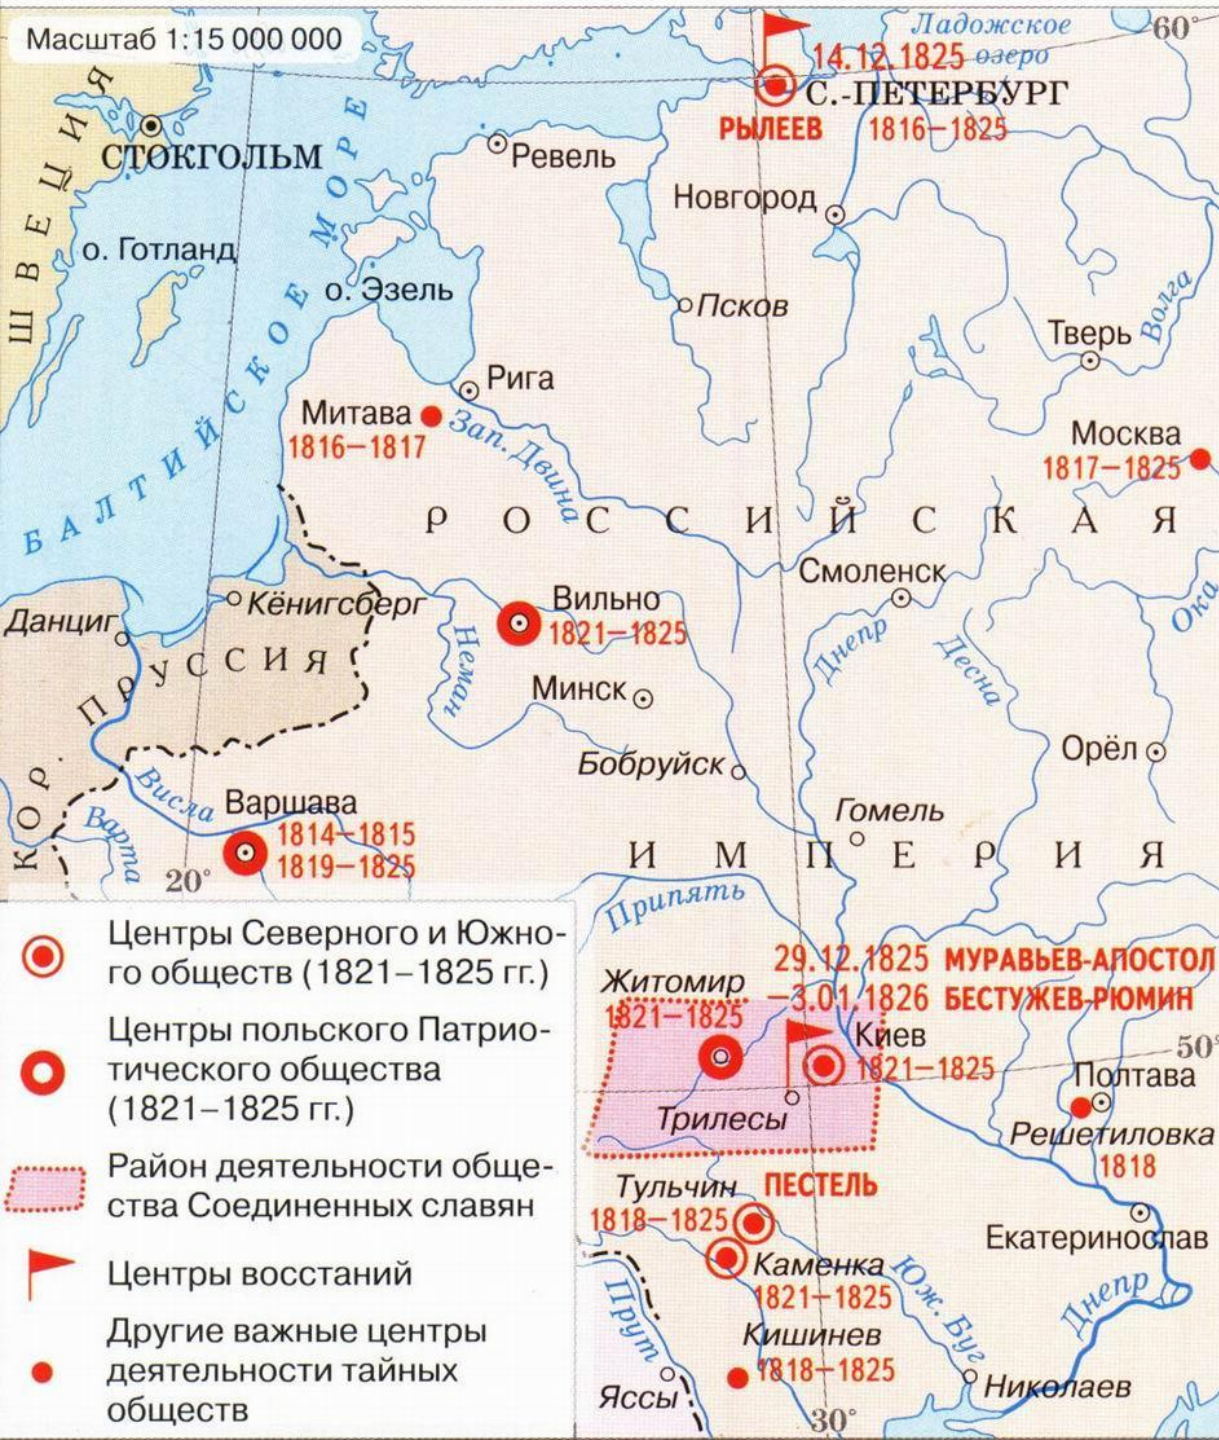 Масштаб 1:15 000 000
Ладожское
озеро
60°
14.12.1825
С.-ПЕТЕРБУРГ
РЫЛЕЕВ
1816–1825
ШВЕЦИЯ
СТОКГОЛЬМ
Ревель
Новгород
о. Готланд
о. Эзель
БАЛТИЙСКОЕ МОРЕ
Псков
Волга
Тверь
Рига
Митава
1816–1817
Зап. Двина
Москва
1817–1825
РОССИЙСКАЯ
Смоленск
Вильно
1821–1825
Кёнигсберг
Данциг
Ока
Днепр
Десна
Неман
КОР. ПРУССИЯ
Минск
Орёл
Бобруйск
Висла
Варшава
1814–1815
1819–1825
Варта
20°
Гомель
ИМПЕРИЯ
Припять
29.12.1825 МУРАВЬЕВ-АПОСТОЛ
–3.01.1826 БЕСТУЖЕВ-РЮМИН
Житомир
1821–1825
Киев
1821–1825
50°
Полтава
Трилесы
Решетиловка
1818
Тульчин
ПЕСТЕЛЬ
1818–1825
Екатеринослав
Каменка
1821–1825
Юж. Буг
Днепр
Прут
Кишинев
1818–1825
Яссы
Николаев
30°
Центры Северного и Южно-
го обществ (1821–1825 гг.)
Центры польского Патрио-
тического общества
(1821–1825 гг.)
Район деятельности обще-
ства Соединенных славян
Центры восстаний
Другие важные центры
деятельности тайных
обществ